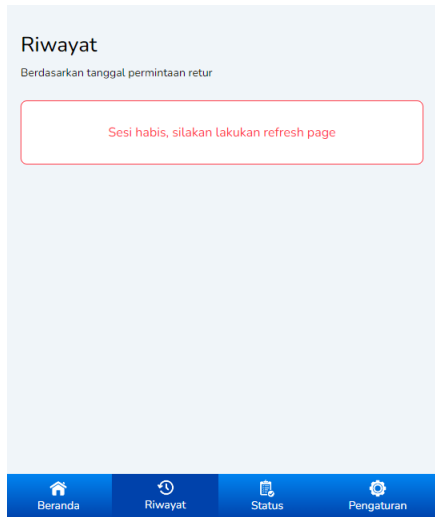 Riwayat
Berdasarkan tanggal permintaan retur
Sesi habis, silakan lakukan refresh page
Beranda
Riwayat
Status
Pengaturan